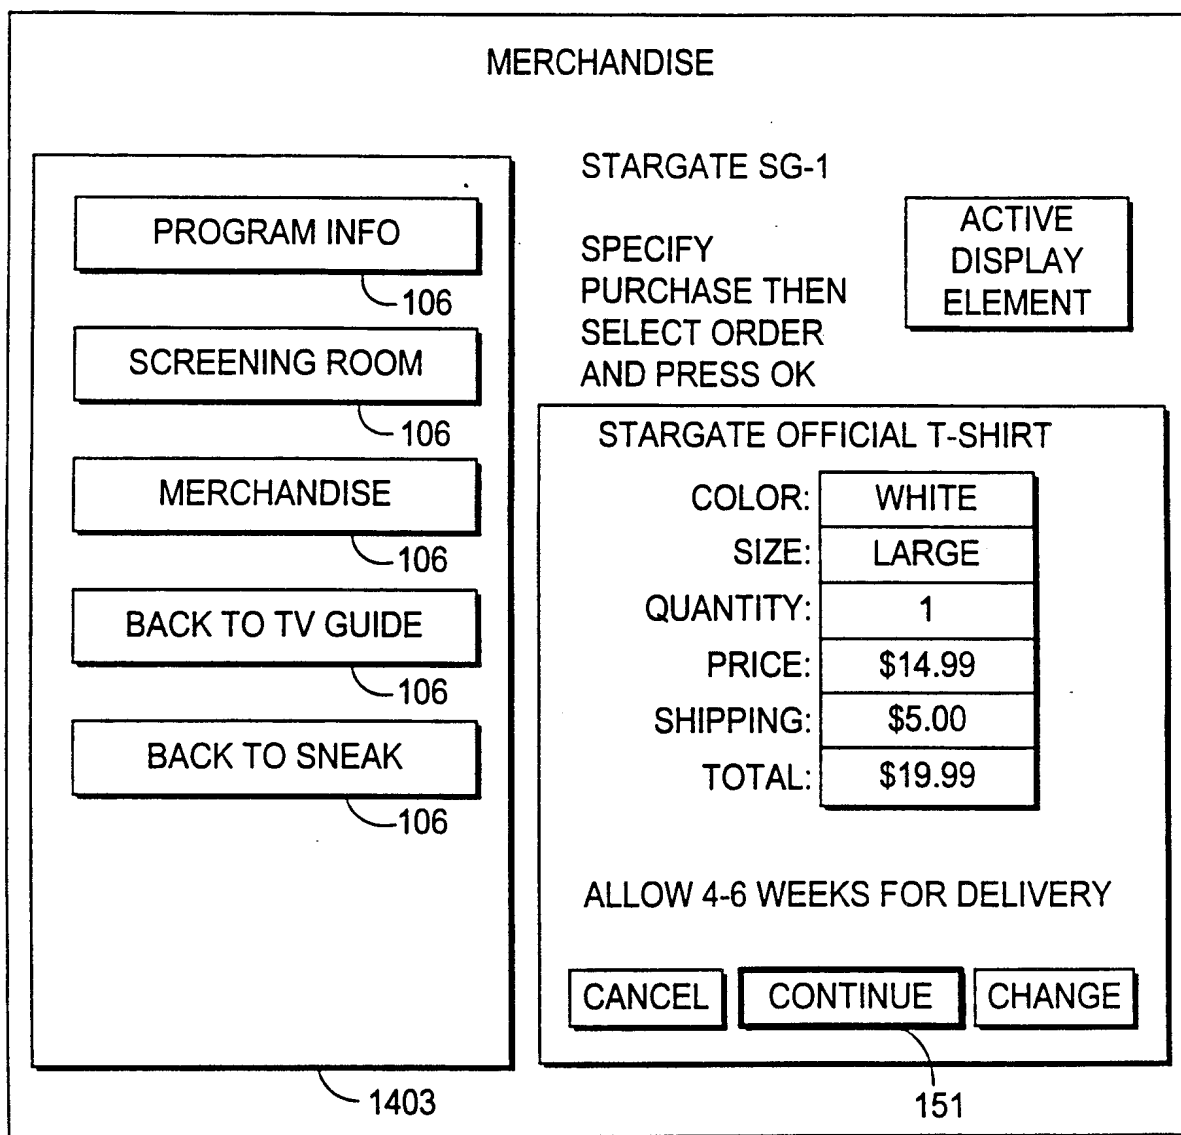 MERCHANDISE
PROGRAM INFO
106
SCREENING ROOM
106
MERCHANDISE
106
BACK TO TV GUIDE
106
BACK TO SNEAK
106
1403
STARGATE SG-1
SPECIFY
PURCHASE THEN
SELECT ORDER
AND PRESS OK
ACTIVE
DISPLAY
ELEMENT
STARGATE OFFICIAL T-SHIRT
COLOR: WHITE
SIZE: LARGE
QUANTITY: 1
PRICE: $14.99
SHIPPING: $5.00
TOTAL: $19.99
ALLOW 4-6 WEEKS FOR DELIVERY
CANCEL CONTINUE CHANGE
151